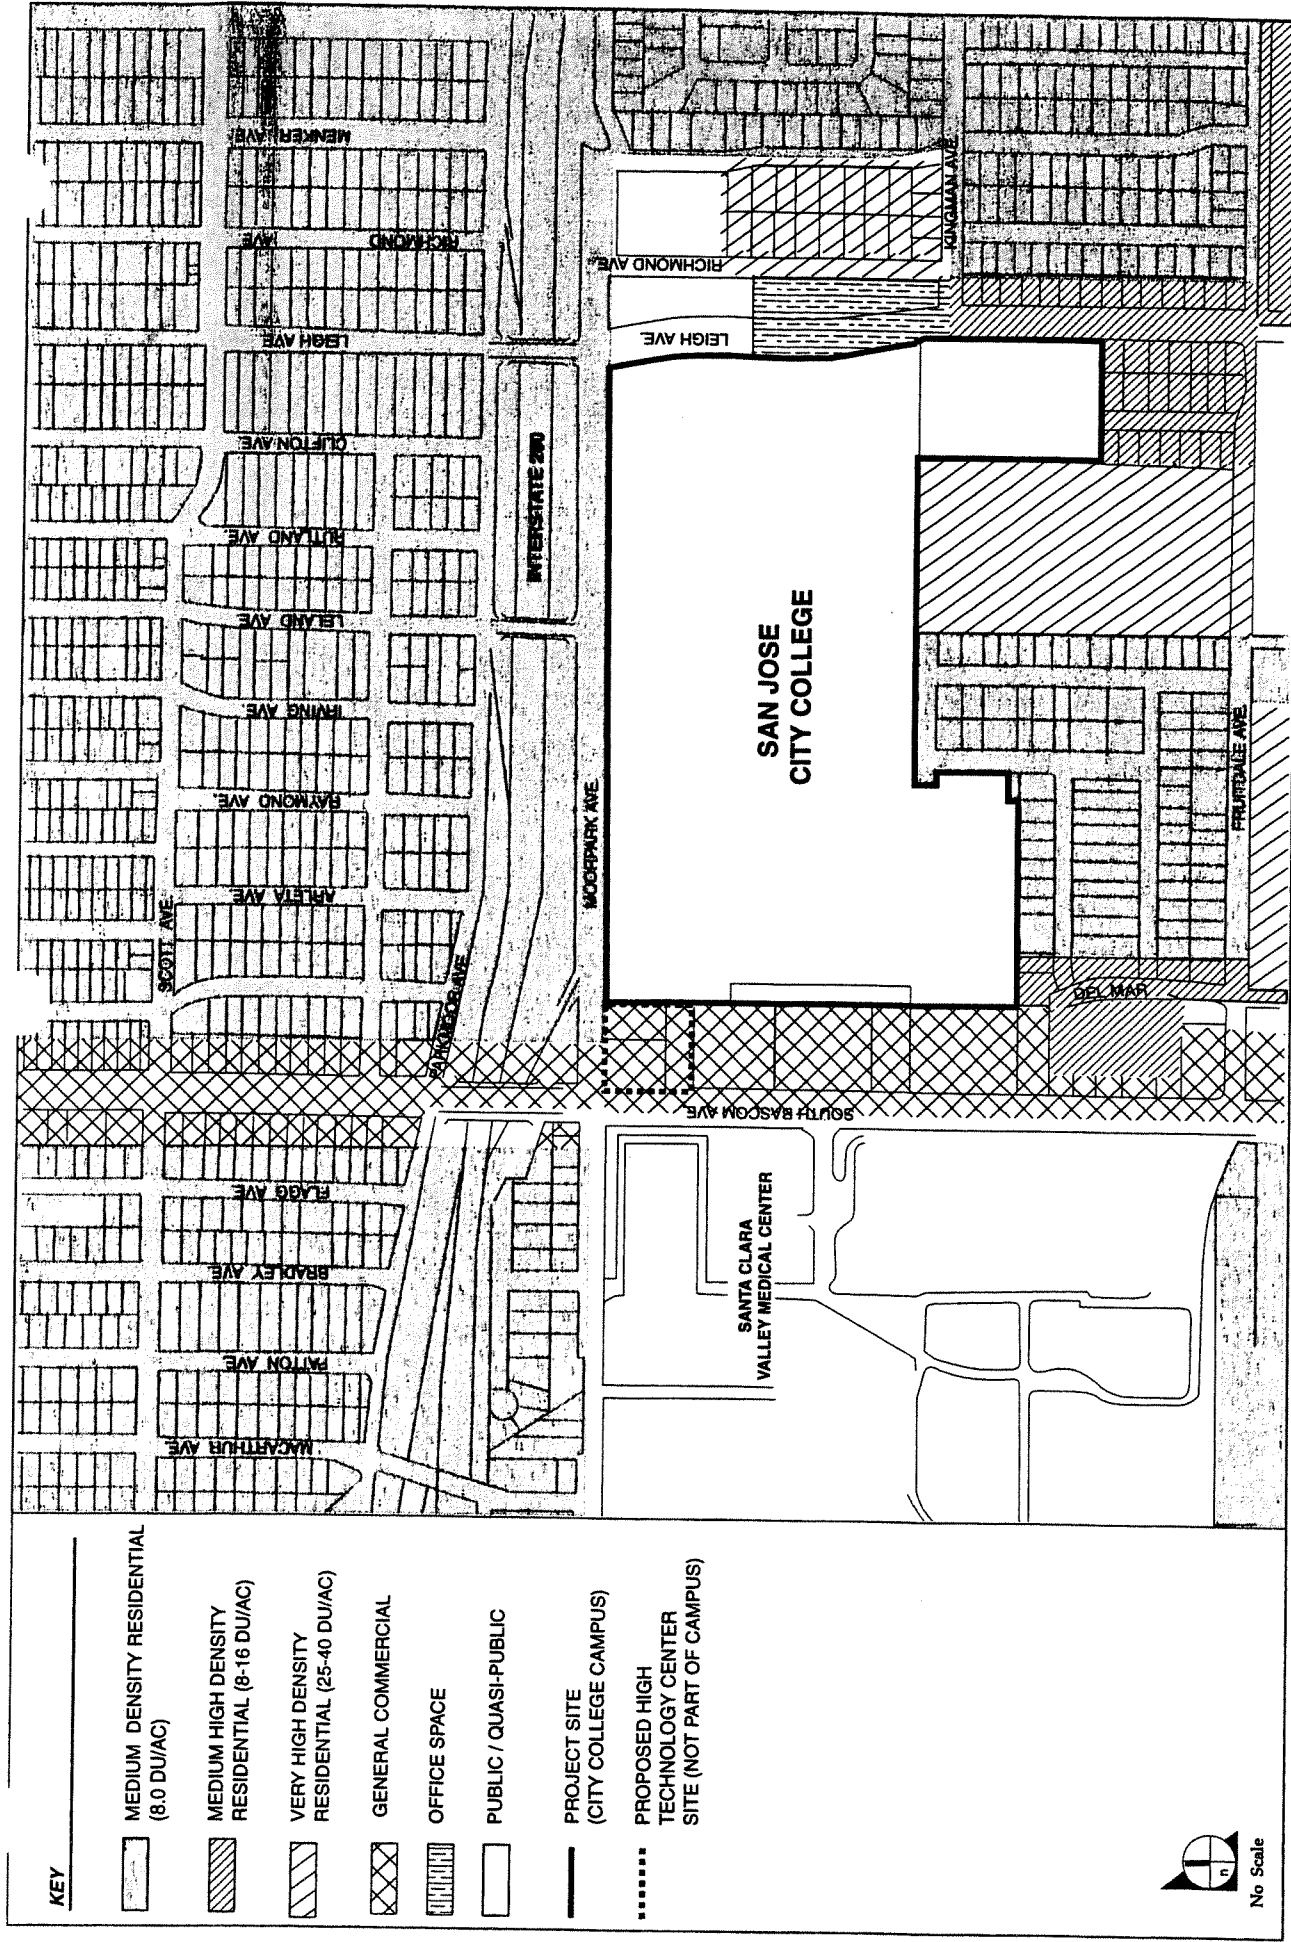 KEY
MEDIUM DENSITY RESIDENTIAL
(8.0 DU/AC)
MEDIUM HIGH DENSITY
RESIDENTIAL (8-16 DU/AC)
VERY HIGH DENSITY
RESIDENTIAL (25-40 DU/AC)
GENERAL COMMERCIAL
OFFICE SPACE
PUBLIC / QUASI-PUBLIC
PROJECT SITE
(CITY COLLEGE CAMPUS)
PROPOSED HIGH
TECHNOLOGY CENTER
SITE (NOT PART OF CAMPUS)
n
No Scale
MACARTHUR AVE
PATTON AVE
BRADLEY AVE
FLAGG AVE
SCOTT AVE.
PARKMOOR AVE
ARLETA AVE.
RAYMOND AVE.
IRVING AVE
LELAND AVE.
RUTLAND AVE.
CLIFTON AVE.
LEIGH AVE.
RICHMOND AVE
MENKER AVE.
INTERSTATE 280
MOORPARK AVE.
SOUTH BASCOM AVE.
SANTA CLARA
VALLEY MEDICAL CENTER
SAN JOSE
CITY COLLEGE
LEIGH AVE.
RICHMOND AVE.
KINGMAN AVE.
DEL MAR
FRUITDALE AVE.